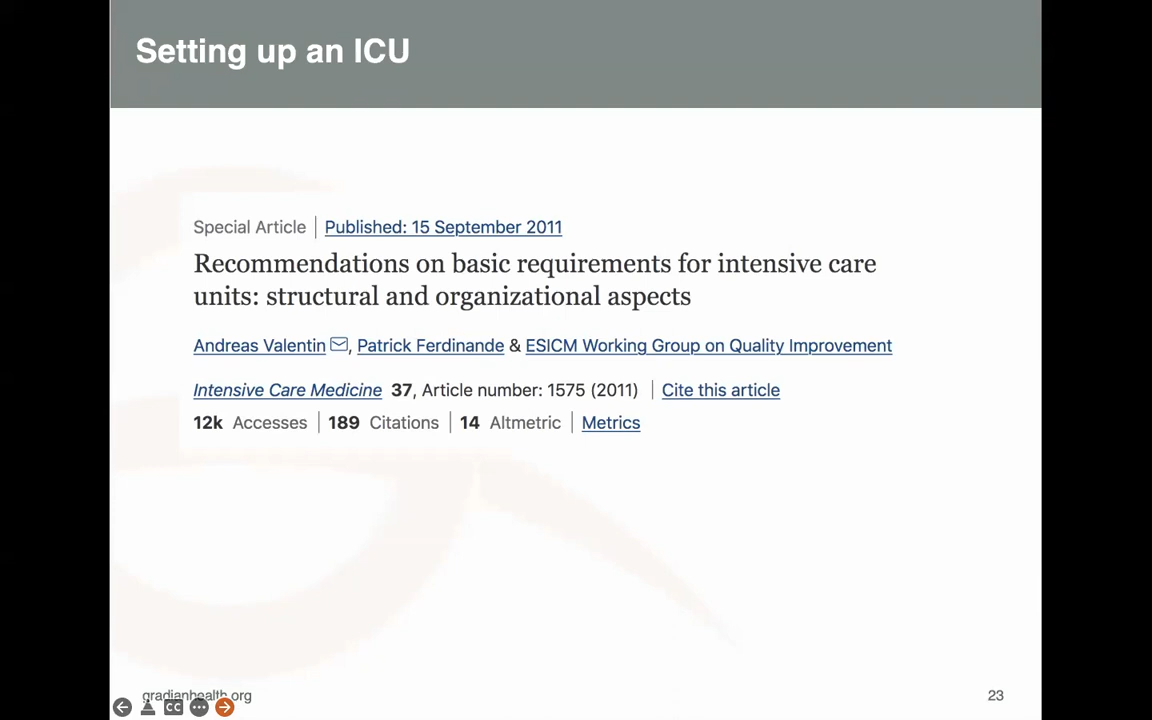 Setting up an ICU
Special Article | Published: 15 September 2011
Recommendations on basic requirements for intensive care
units: structural and organizational aspects
Andreas Valentin, Patrick Ferdinande & ESICM Working Group on Quality Improvement
Intensive Care Medicine 37, Article number: 1575 (2011) | Cite this article
12k Accesses | 189 Citations | 14 Altmetric | Metrics
gradianhealth.org
23
CC